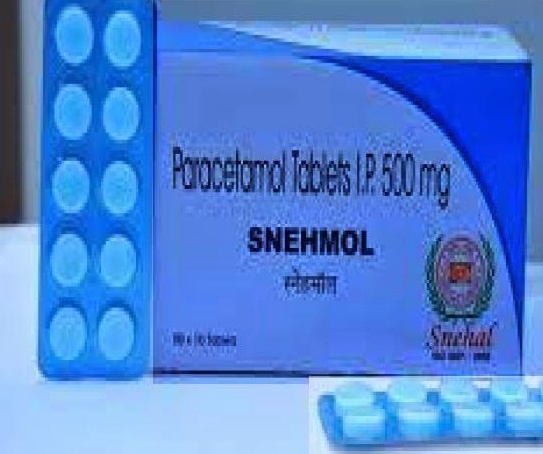 Paracetamol Tablets I.P. 500 mg
SNEHMOL
स्नेहमोल
Snehal